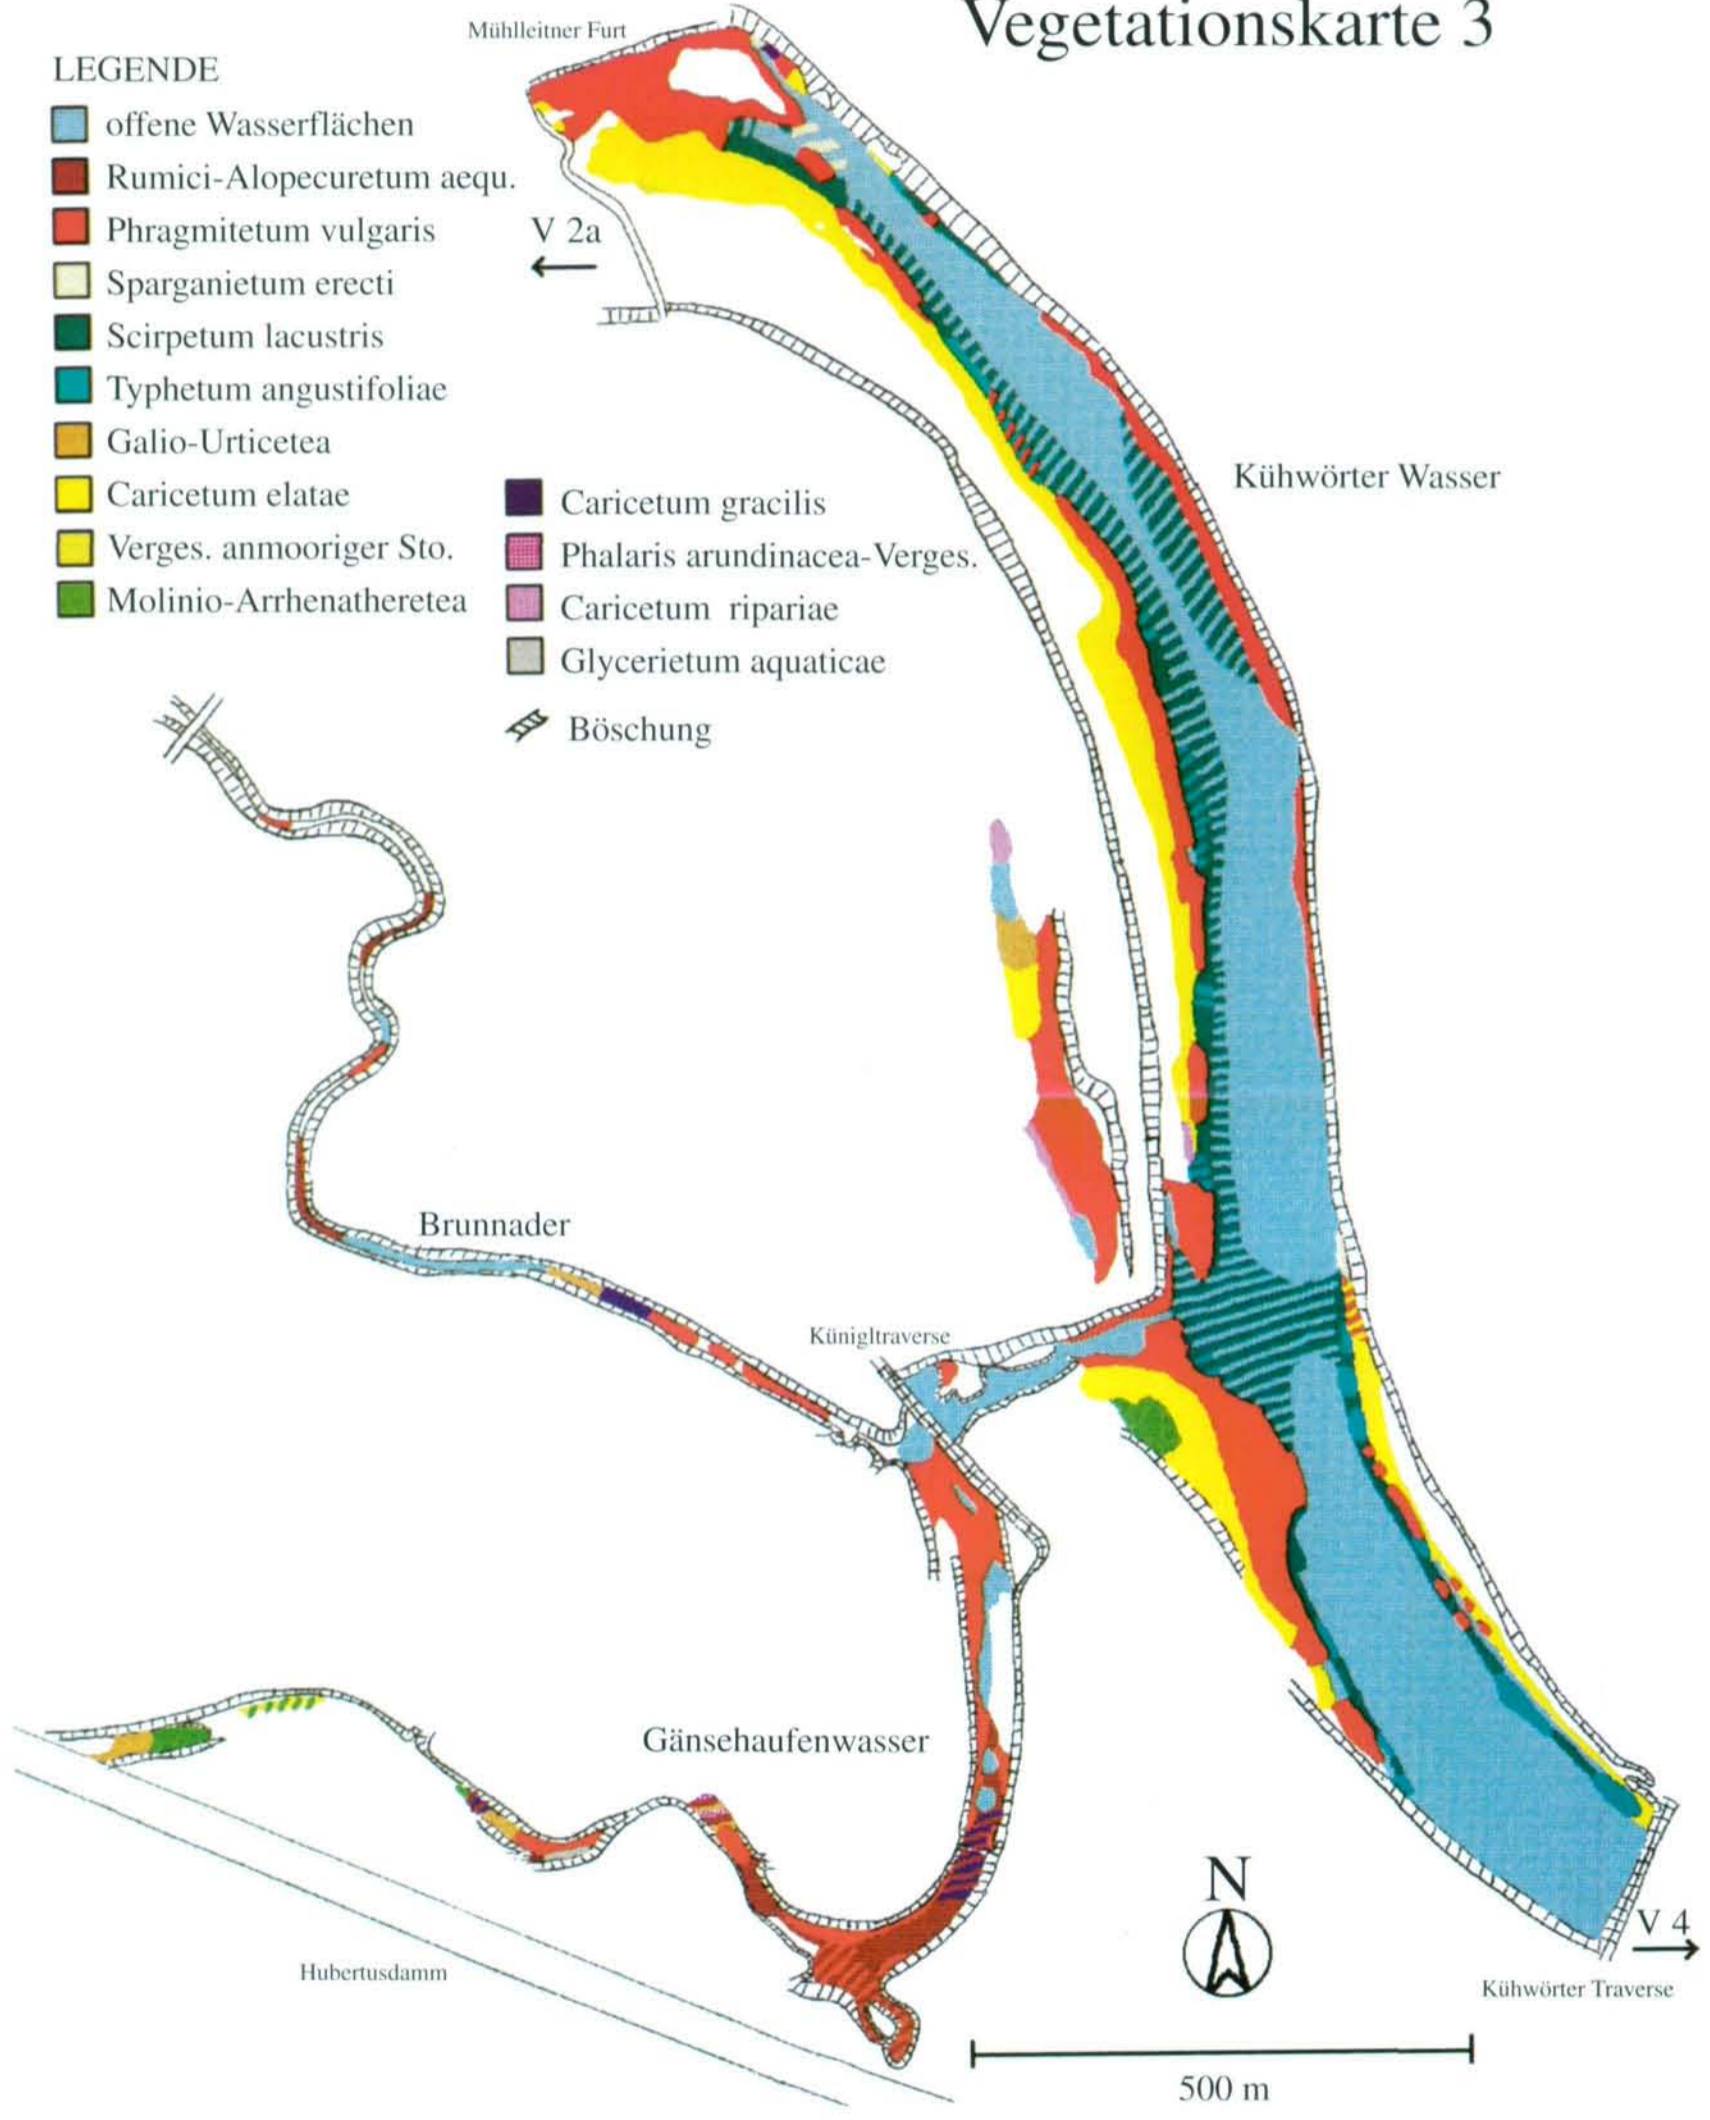 Vegetationskarte 3
Mühlleitner Furt
LEGENDE
offene Wasserflächen
Rumici-Alopecuretum aequ.
Phragmitetum vulgaris
Sparganietum erecti
Scirpetum lacustris
Typhetum angustifoliae
Galio-Urticetea
Caricetum elatae
Verges. anmooriger Sto.
Molinio-Arrhenatheretea
Caricetum gracilis
Phalaris arundinacea-Verges.
Caricetum ripariae
Glycerietum aquaticae
Böschung
V 2a
Kühwörter Wasser
Brunnader
Künigltraverse
Gänsehaufenwasser
Hubertusdamm
N
V 4
Kühwörter Traverse
500 m